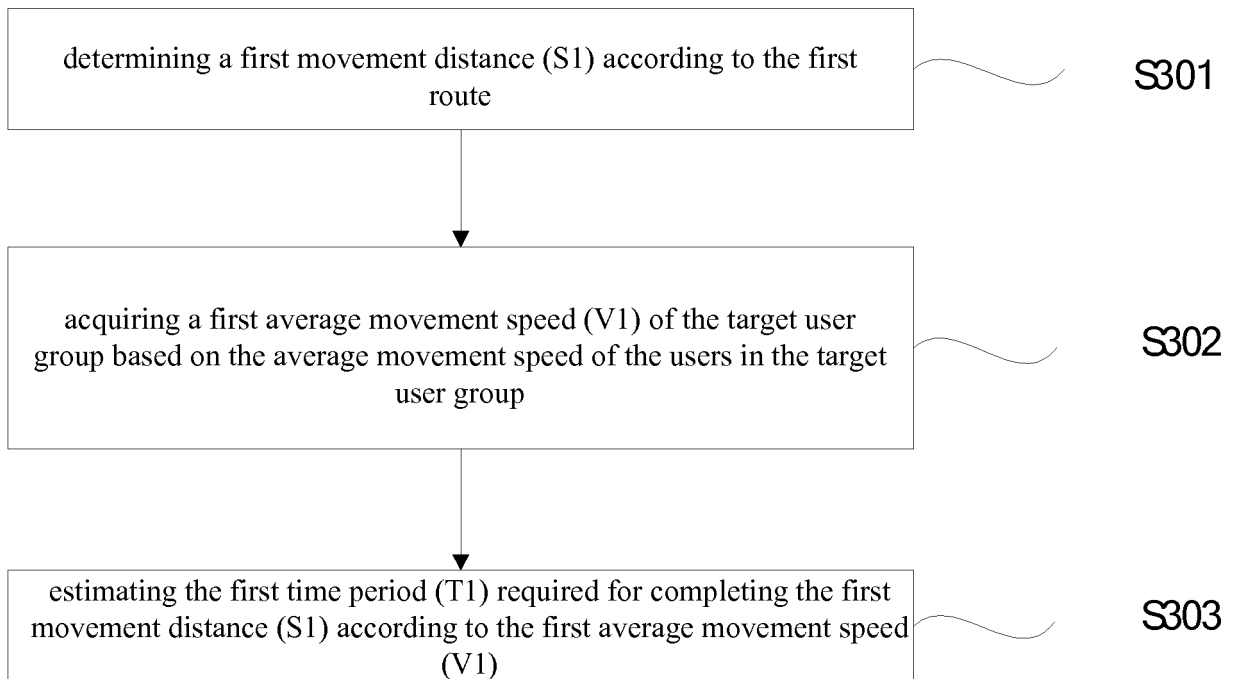 determining a first movement distance (S1) according to the first
route
S301
acquiring a first average movement speed (V1) of the target user
group based on the average movement speed of the users in the target
user group
S302
estimating the first time period (T1) required for completing the first
movement distance (S1) according to the first average movement speed
(V1)
S303